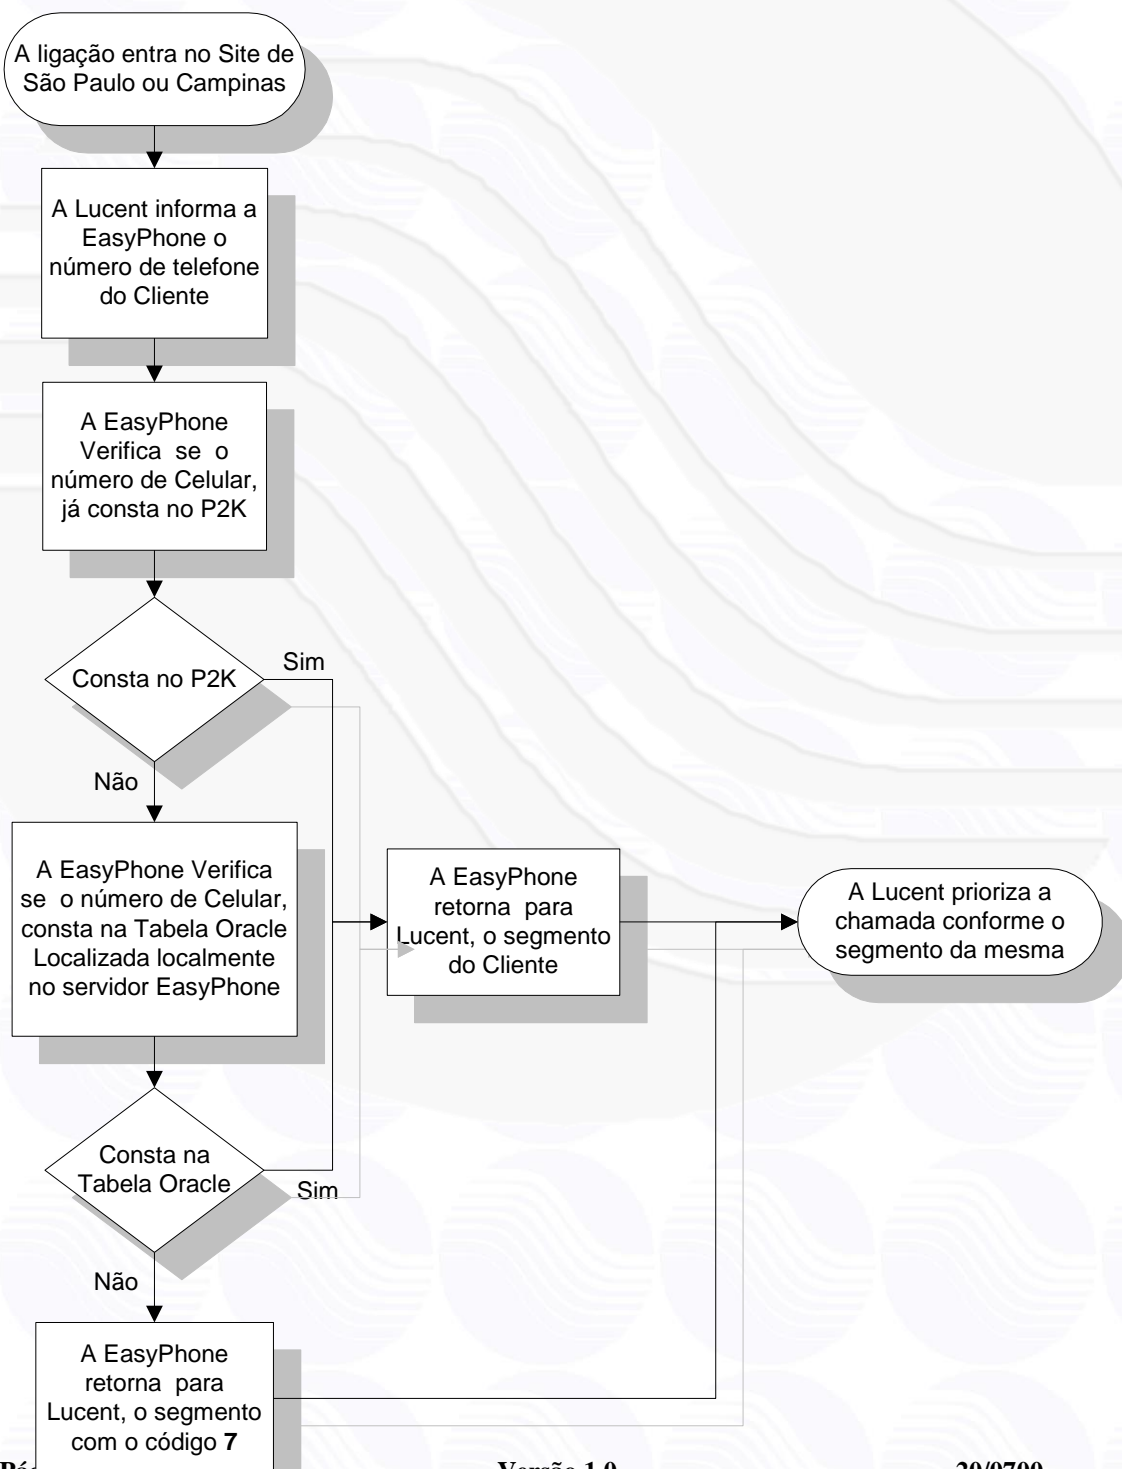 A ligação entra no Site de
São Paulo ou Campinas
A Lucent informa a
EasyPhone o
número de telefone
do Cliente
A EasyPhone
Verifica se o
número de Celular,
já consta no P2K
Consta no P2K
Sim
Não
A EasyPhone Verifica
se o número de Celular,
consta na Tabela Oracle
Localizada localmente
no servidor EasyPhone
A EasyPhone
retorna para
Lucent, o segmento
do Cliente
A Lucent prioriza a
chamada conforme o
segmento da mesma
Consta na
Tabela Oracle
Sim
Não
A EasyPhone
retorna para
Lucent, o segmento
com o código 7
Versão 1.0